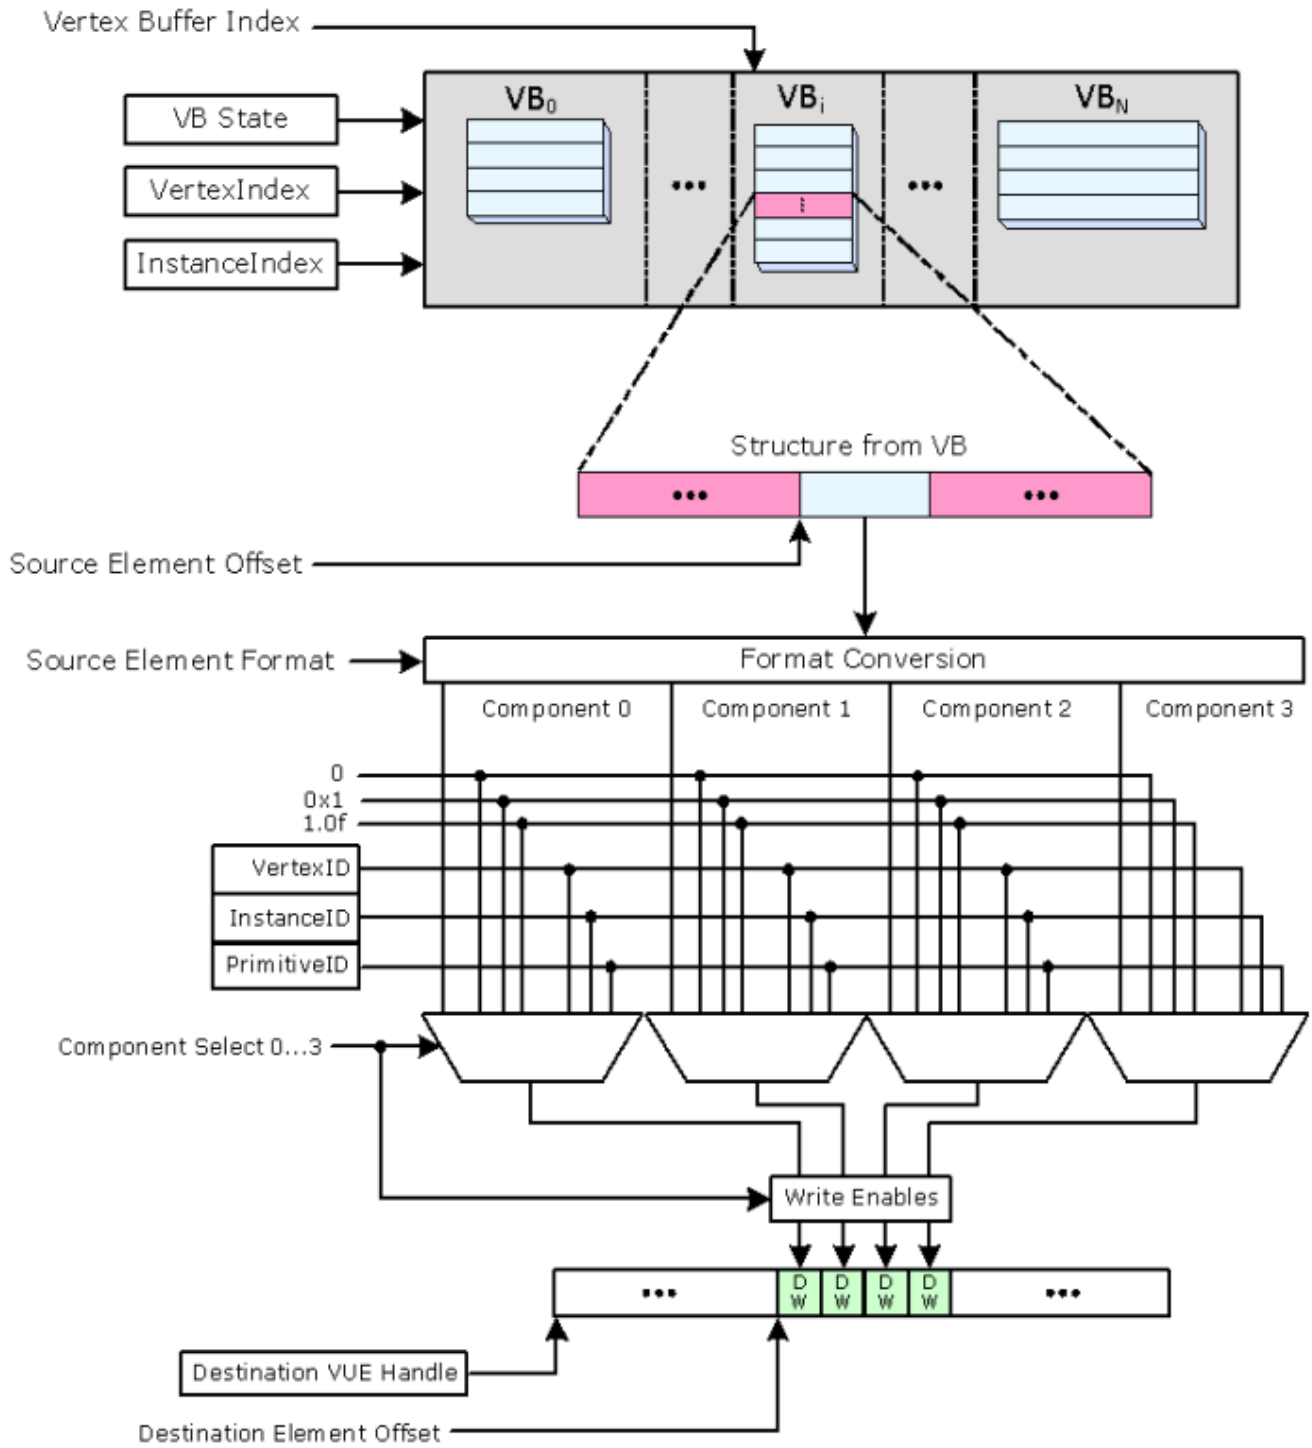 Vertex Buffer Index
VB0
VBi
VBN
VB State
VertexIndex
InstanceIndex
•••
•••
Structure from VB
•••
•••
Source Element Offset
Source Element Format
Format Conversion
Component 0
Component 1
Component 2
Component 3
0
0x1
1.0f
VertexID
InstanceID
PrimitiveID
Component Select 0...3
Write Enables
•••
D W
D W
D W
D W
•••
Destination VUE Handle
Destination Element Offset